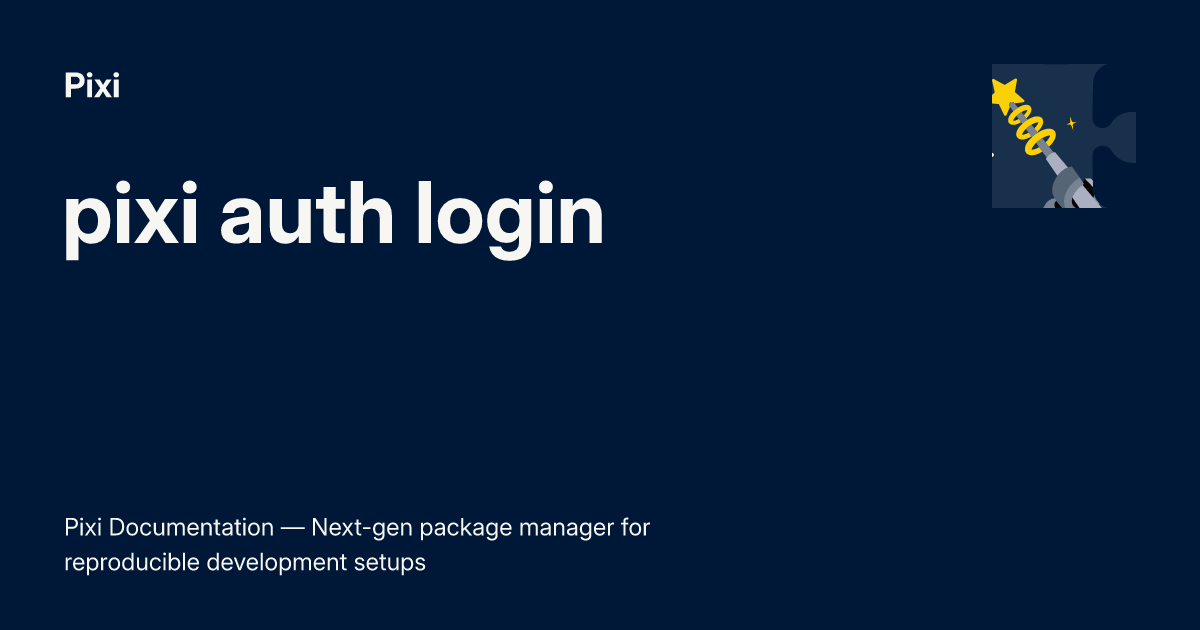 Pixi
pixi auth login
Pixi Documentation — Next-gen package manager for
reproducible development setups